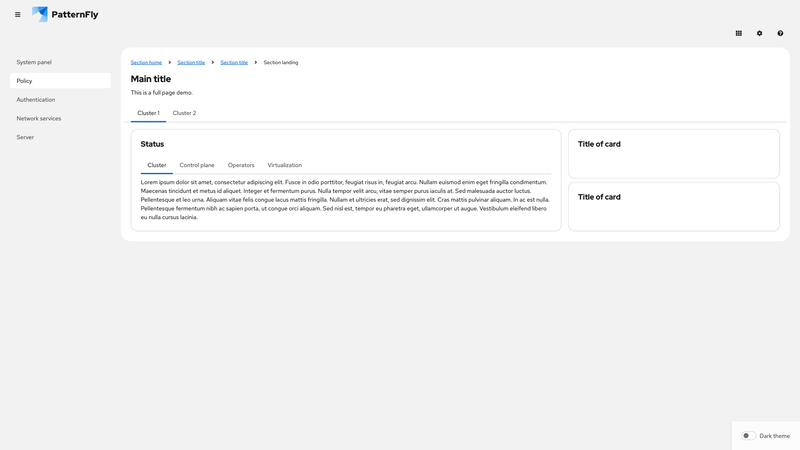 PatternFly
System panel
Policy
Authentication
Network services
Server
Section home
Section title
Section title
Section landing
Main title
This is a full page demo.
Cluster 1
Cluster 2
Status
Cluster
Control plane
Operators
Virtualization
Lorem ipsum dolor sit amet, consectetur adipiscing elit. Fusce in odio porttitor, feugiat risus in, feugiat arcu. Nullam euismod enim eget fringilla condimentum.
Maecenas tincidunt et metus id aliquet. Integer et fermentum purus. Nulla tempor velit arcu, vitae semper purus iaculis at. Sed malesuada auctor luctus.
Pellentesque et leo urna. Aliquam vitae felis congue lacus mattis fringilla. Nullam et ultricies erat, sed dignissim elit. Cras mattis pulvinar aliquam. In ac est nulla.
Pellentesque fermentum nibh ac sapien porta, ut congue orci aliquam. Sed nisl est, tempor eu pharetra eget, ullamcorper ut augue. Vestibulum eleifend libero
eu nulla cursus lacinia.
Title of card
Title of card
Dark theme